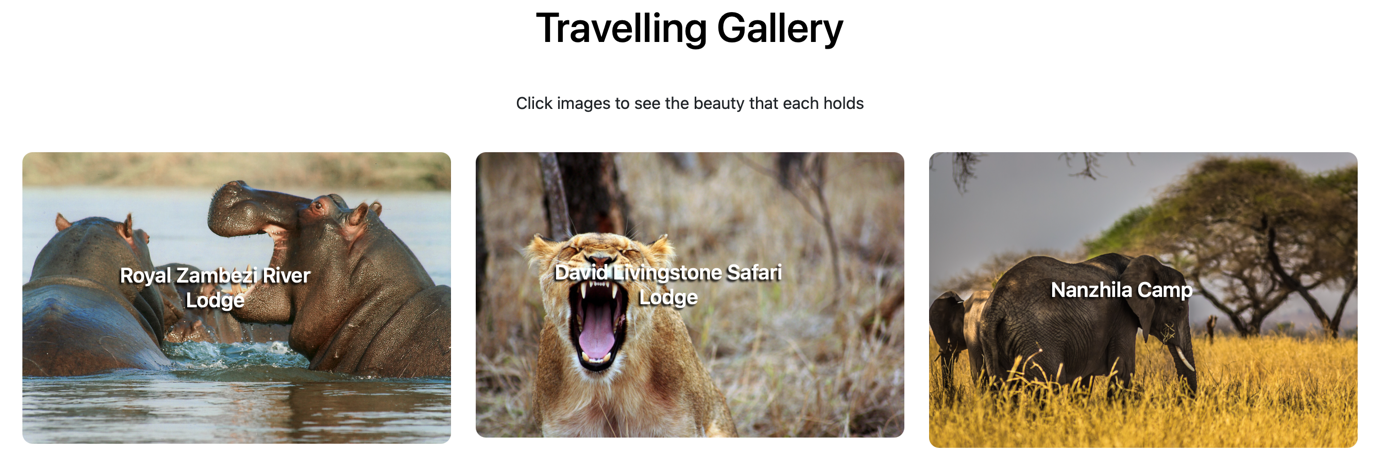 Travelling Gallery
Click images to see the beauty that each holds
Royal Zambezi River
Lodge
David Livingstone Safari
Lodge
Nanzhila Camp